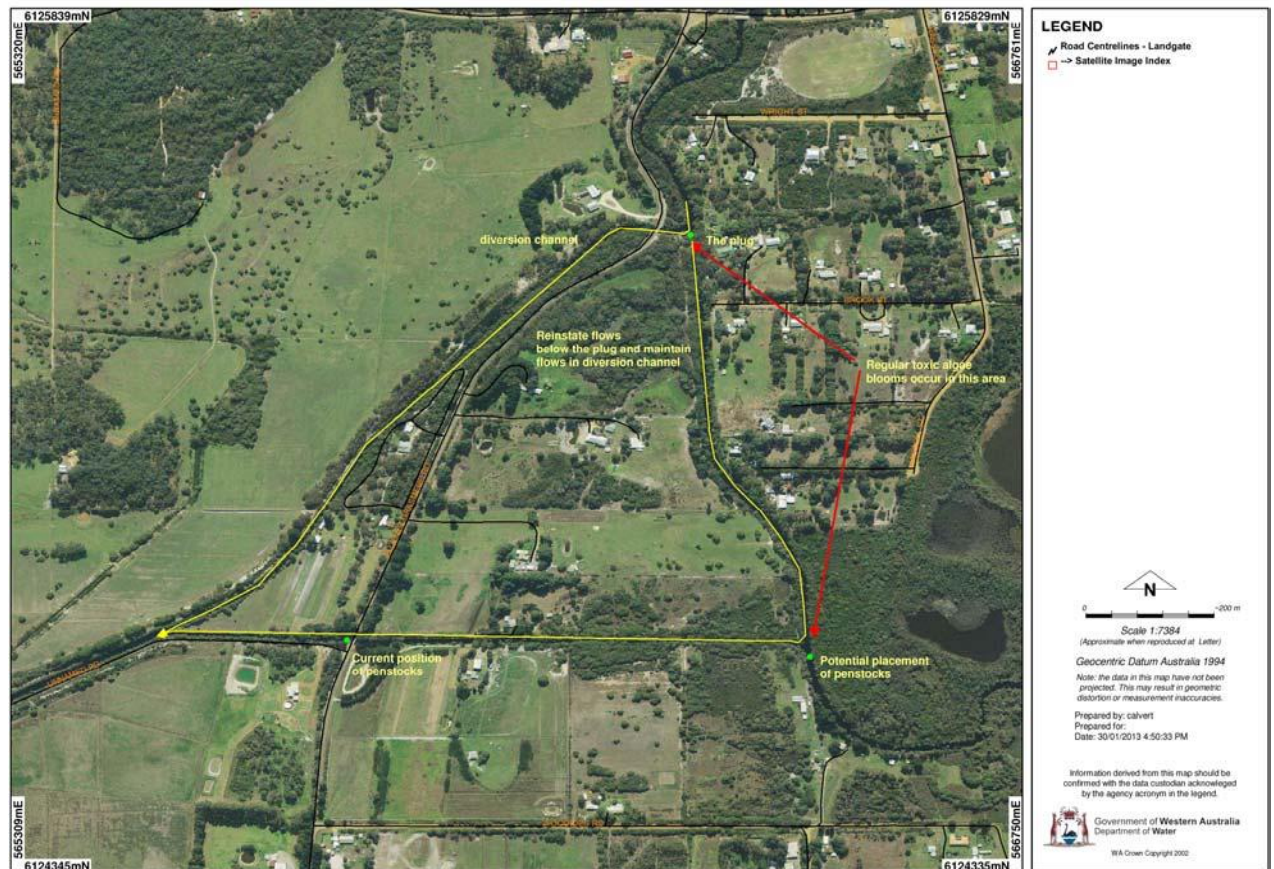 6125839mN
6125829mN
565320mE
566761mE
WRIGHT ST
diversion channel
The plug
BROOK ST
Reinstate flows
below the plug and maintain
flows in diversion channel
Regular toxic algae
blooms occur in this area
Current position
of penstocks
Potential placement
of penstocks
565309mE
566750mE
6124345mN
6124335mN
LEGEND
Road Centrelines - Landgate
--> Satellite Image Index
N
0
~200 m
Scale 1:7384
(Approximate when reproduced at Letter)
Geocentric Datum Australia 1994
Note: the data in this map have not been
projected. This may result in geometric
distortion or measurement inaccuracies.
Prepared by: calvert
Prepared for:
Date: 30/01/2013 4:50:33 PM
Information derived from this map should be
confirmed with the data custodian acknowleged
by the agency acronym in the legend.
Government of Western Australia
Department of Water
WA Crown Copyright 2002